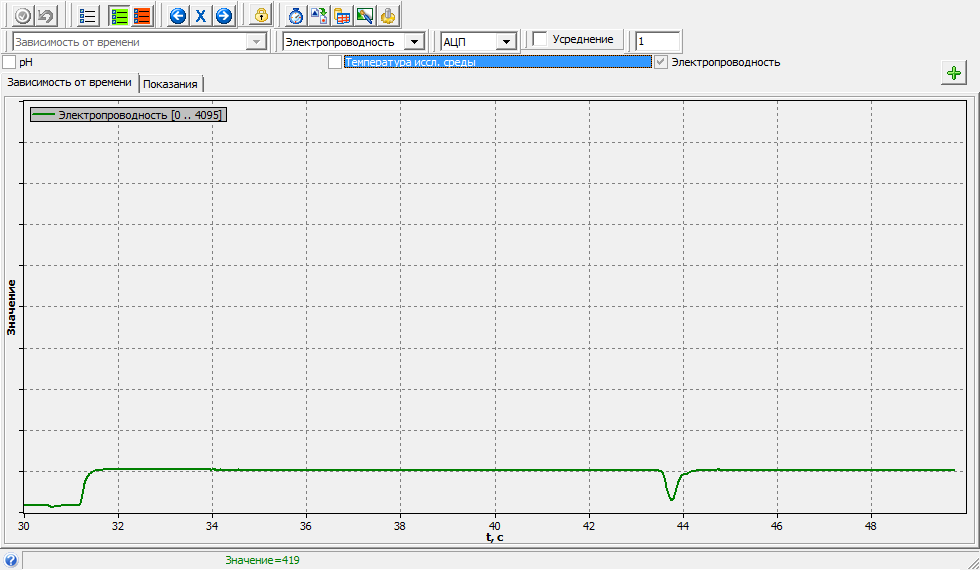 Зависимость от времени Электропроводность АЦП Усреднение 1
pH Температура иссл. среды Электропроводность
Зависимость от времени Показания
Электропроводность [0 .. 4095]
Значение
30 32 34 36 38 40 42 44 46 48
t, c
Значение=419